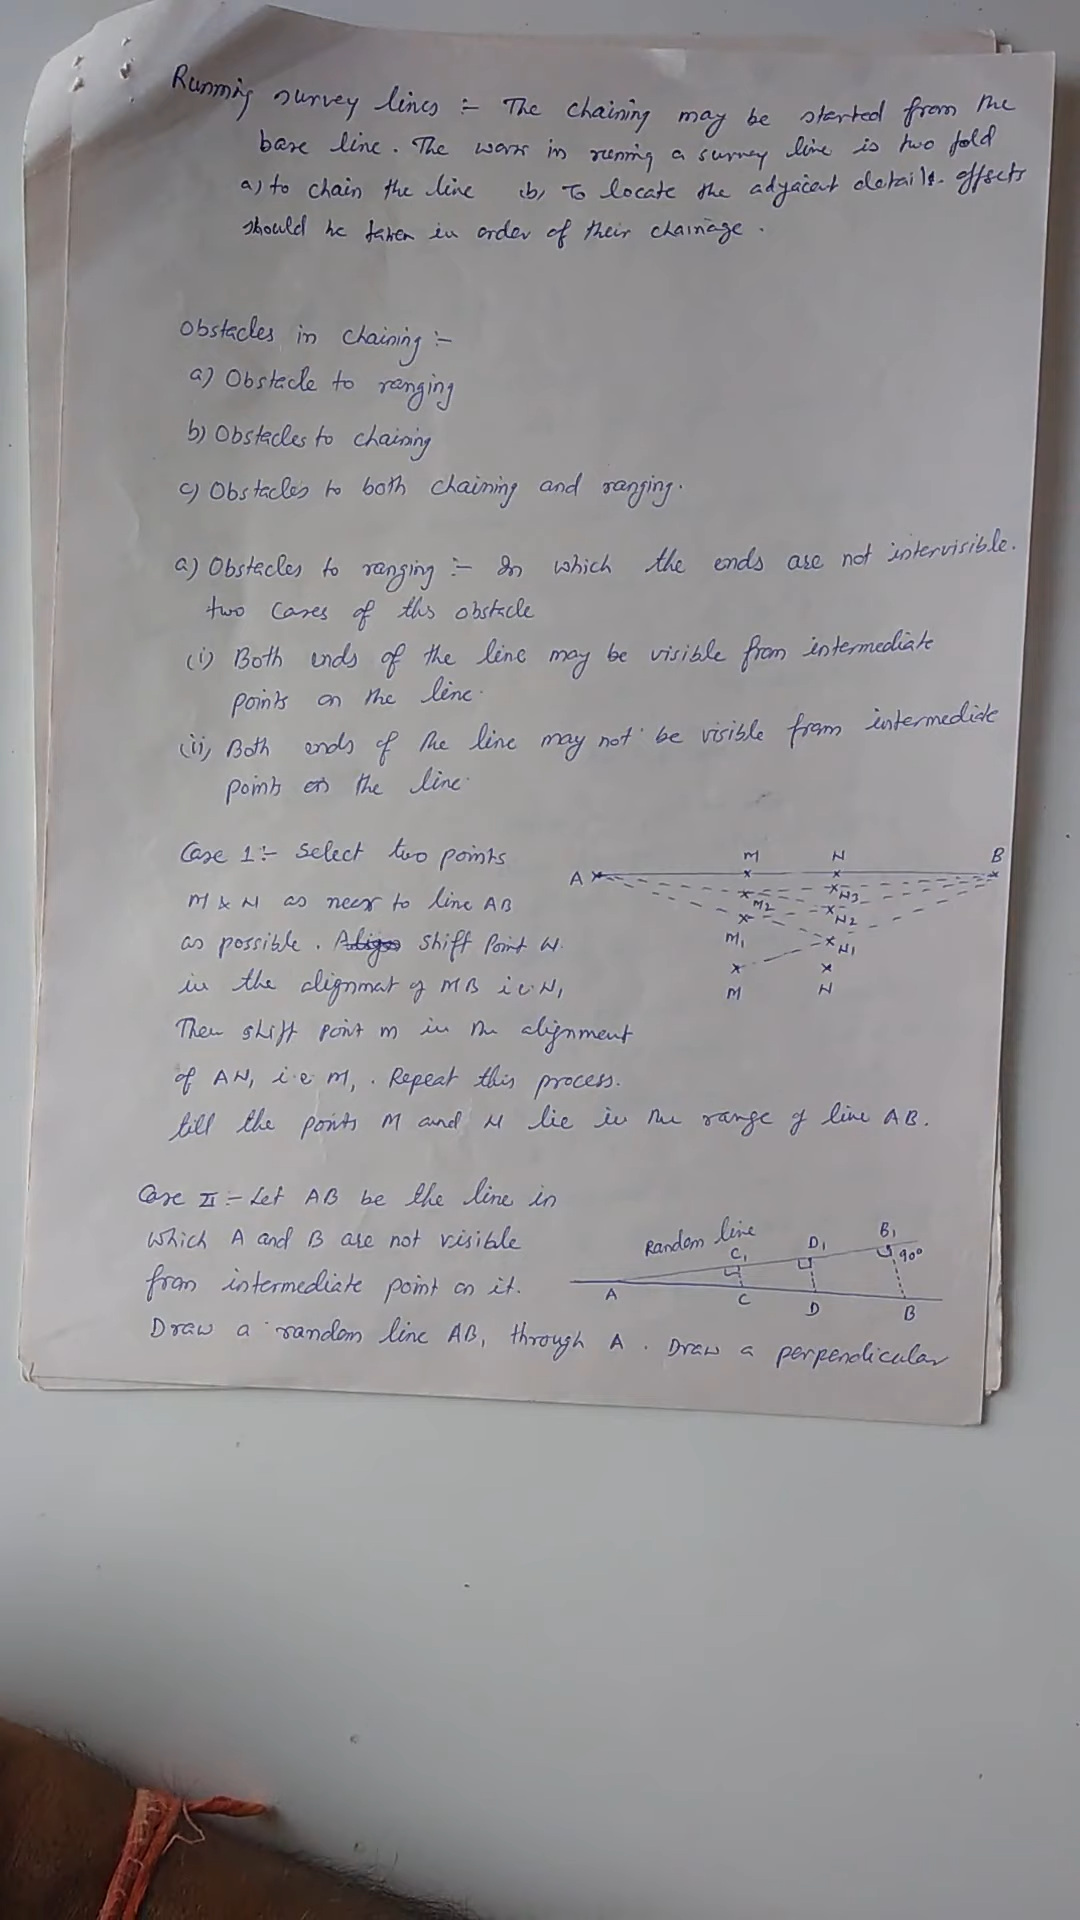 Running survey lines :- The chaining may be started from the
base line. The work in running a survey line is two fold
a) to chain the line (b) To locate the adjacent details. offsets
should be taken in order of their chainage.
Obstacles in chaining :-
a) Obstacle to ranging
b) Obstacles to chaining
c) Obstacles to both chaining and ranging.
a) Obstacles to ranging :- In which the ends are not intervisible.
two cases of this obstacle
(i) Both ends of the line may be visible from intermediate
points on the line.
(ii) Both ends of the line may not be visible from intermediate
points on the line.
Case 1:- Select two points
M & N as near to line AB
as possible. shift Point N
in the alignment of MB i.e. N1
Then shift point m in the alignment
of AN1 i.e. M1. Repeat this process.
till the points M and N lie in the range of line AB.
A M N B
M2 N3
N2
M1 N1
M N
Case II:- Let AB be the line in
which A and B are not visible
from intermediate point on it.
Draw a random line AB1 through A. Draw a perpendicular
Random line C1 D1 B1
90°
A C D B